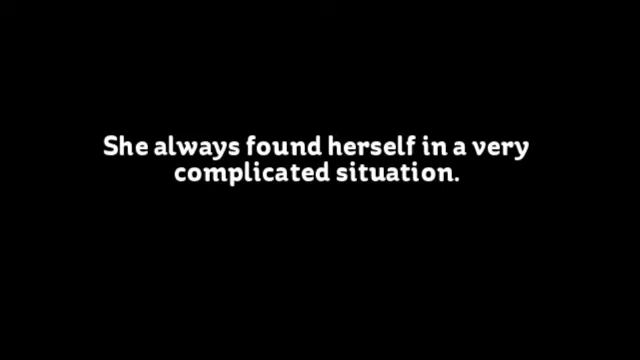 She always found herself in a very
complicated situation.